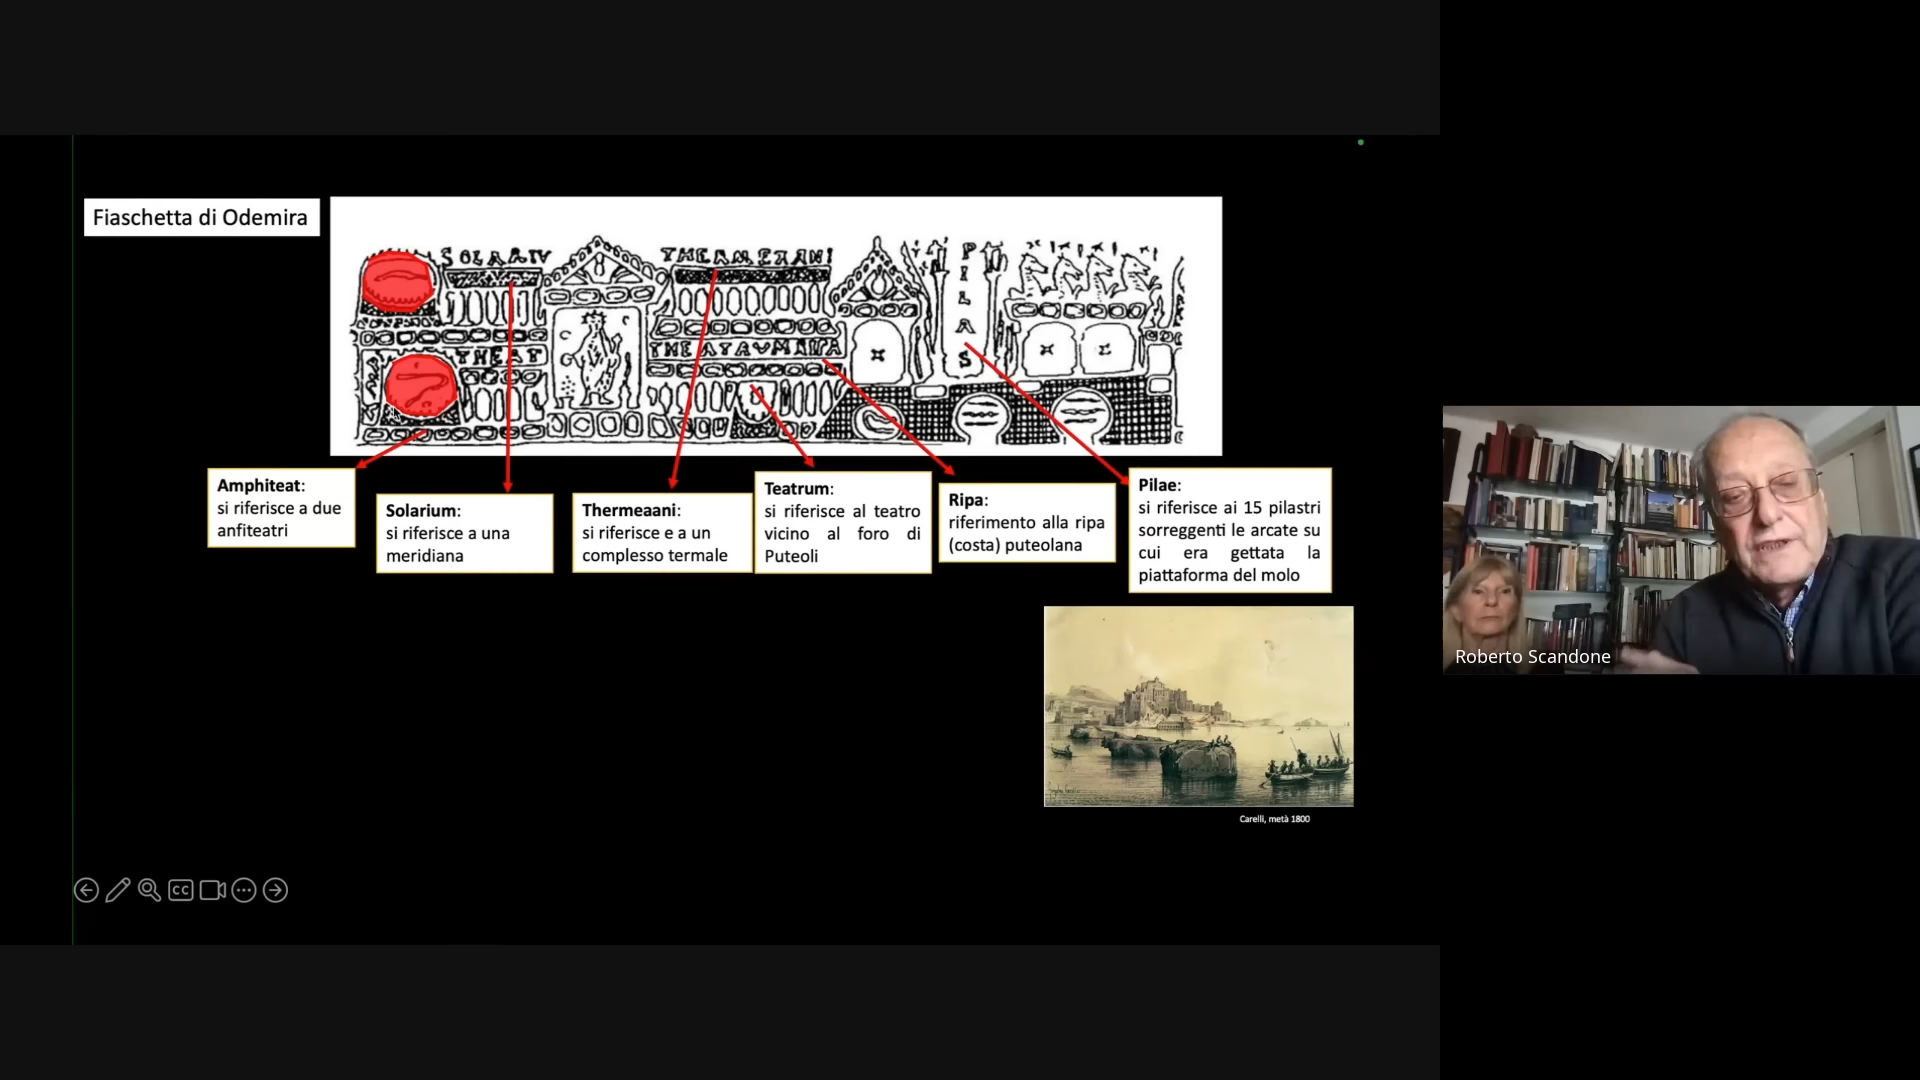 Fiaschetta di Odemira
SOLARIV
THERMETANI
PILAS
THEAT
THEATRVM
Amphiteat:
si riferisce a due
anfiteatri
Solarium:
si riferisce a una
meridiana
Thermeaani:
si riferisce e a un
complesso termale
Teatrum:
si riferisce al teatro
vicino al foro di
Puteoli
Ripa:
riferimento alla ripa
(costa) puteolana
Pilae:
si riferisce ai 15 pilastri
sorreggenti le arcate su
cui era gettata la
piattaforma del molo
Carelli, metà 1800
CC
Roberto Scandone